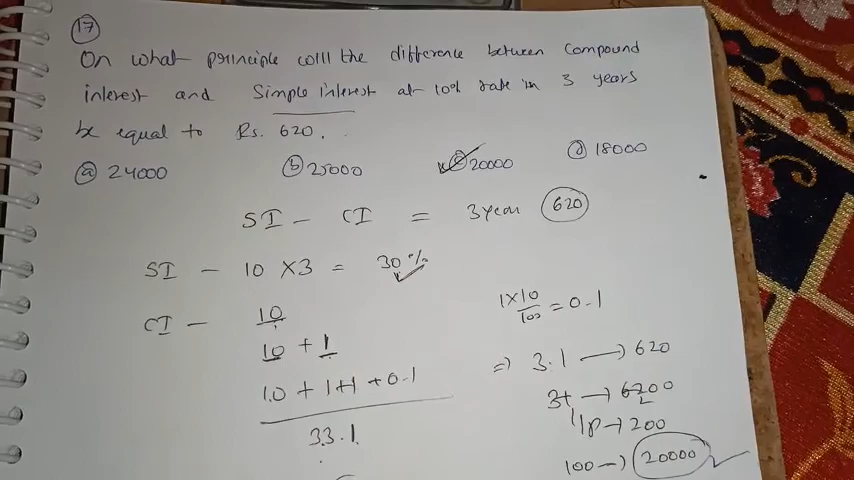 17
On what principle will the difference between Compound
interest and Simple interest at 10% rate in 3 years
be equal to Rs. 620.
(a) 24000 (b) 25000 (c) 20000 (d) 18000
SI - CI = 3 year 620
SI - 10 × 3 = 30%
CI - 10
10 + 1
10 + 1+1 + 0.1
33.1
1×10/100 = 0.1
=> 3.1 → 620
31 → 6200
1P → 200
100 → 20000